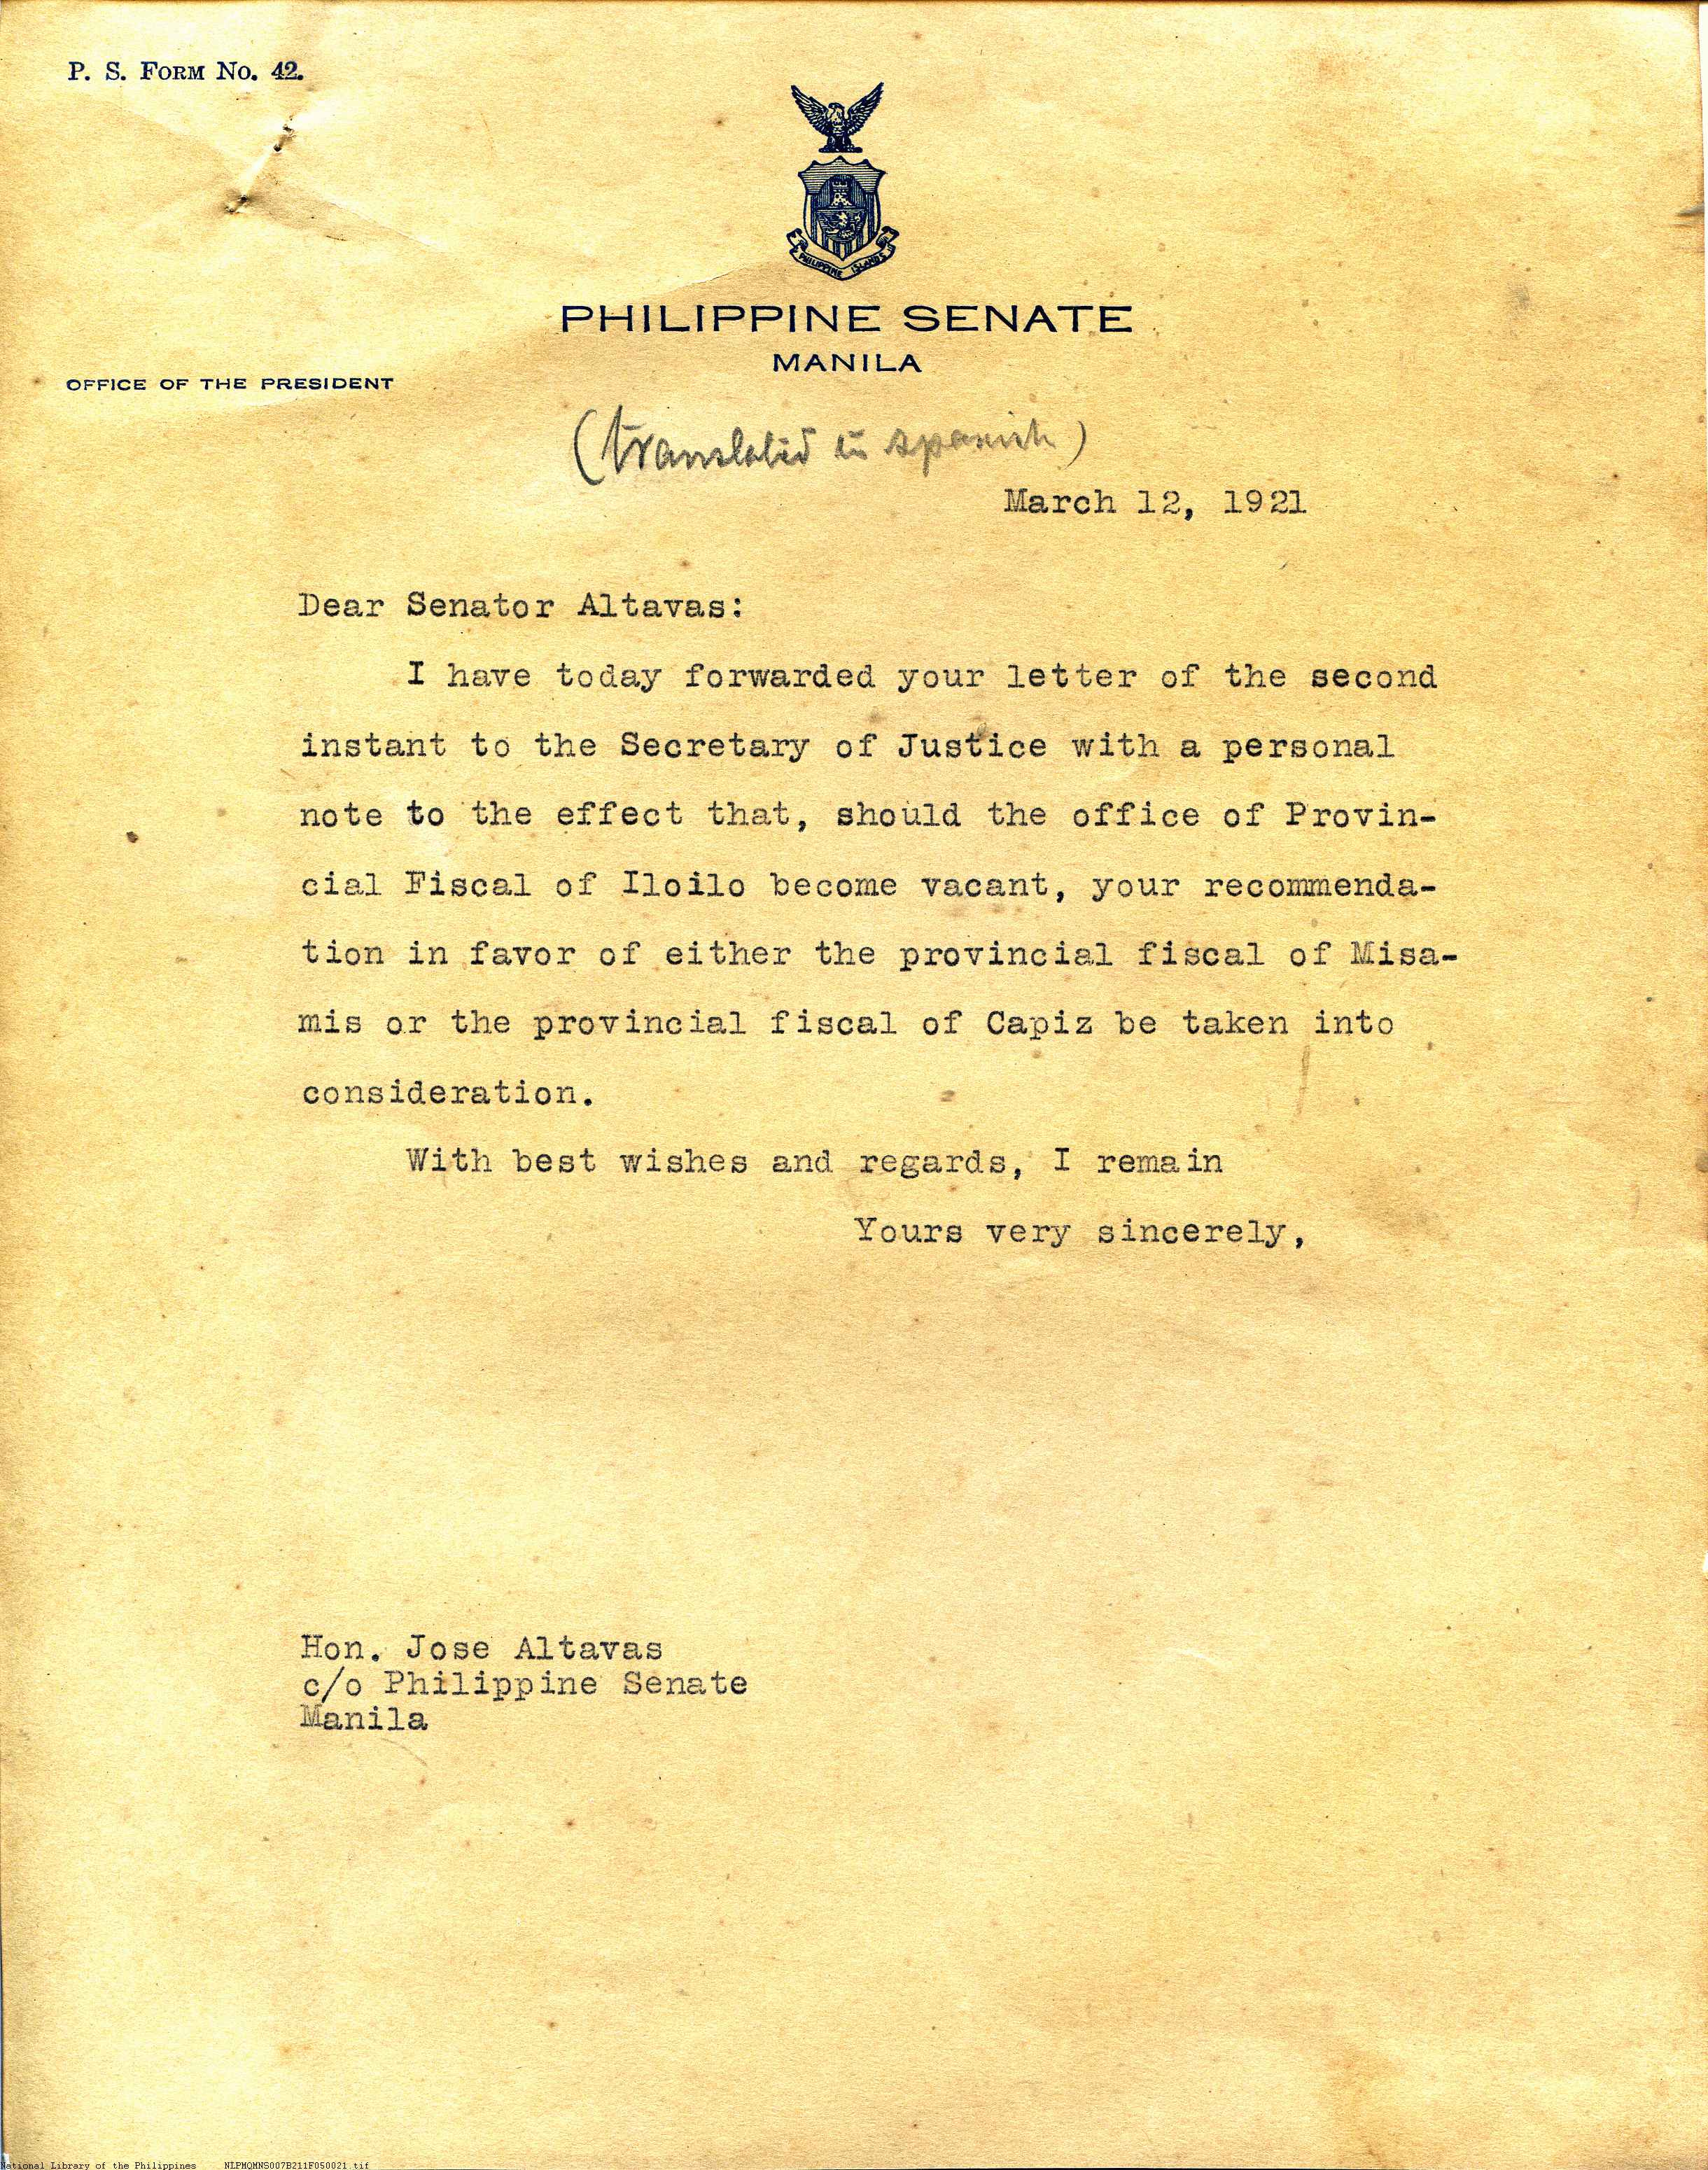 P. S. FORM NO. 42.
PHILIPPINE ISLANDS
PHILIPPINE SENATE
MANILA
OFFICE OF THE PRESIDENT
(translated in spanish)
March 12, 1921
Dear Senator Altavas:
I have today forwarded your letter of the second
instant to the Secretary of Justice with a personal
note to the effect that, should the office of Provin-
cial Fiscal of Iloilo become vacant, your recommenda-
tion in favor of either the provincial fiscal of Misa-
mis or the provincial fiscal of Capiz be taken into
consideration.
With best wishes and regards, I remain
Yours very sincerely,
Hon. Jose Altavas
c/o Philippine Senate
Manila
National Library of the Philippines NLPMQMNS007B211F050021.tif